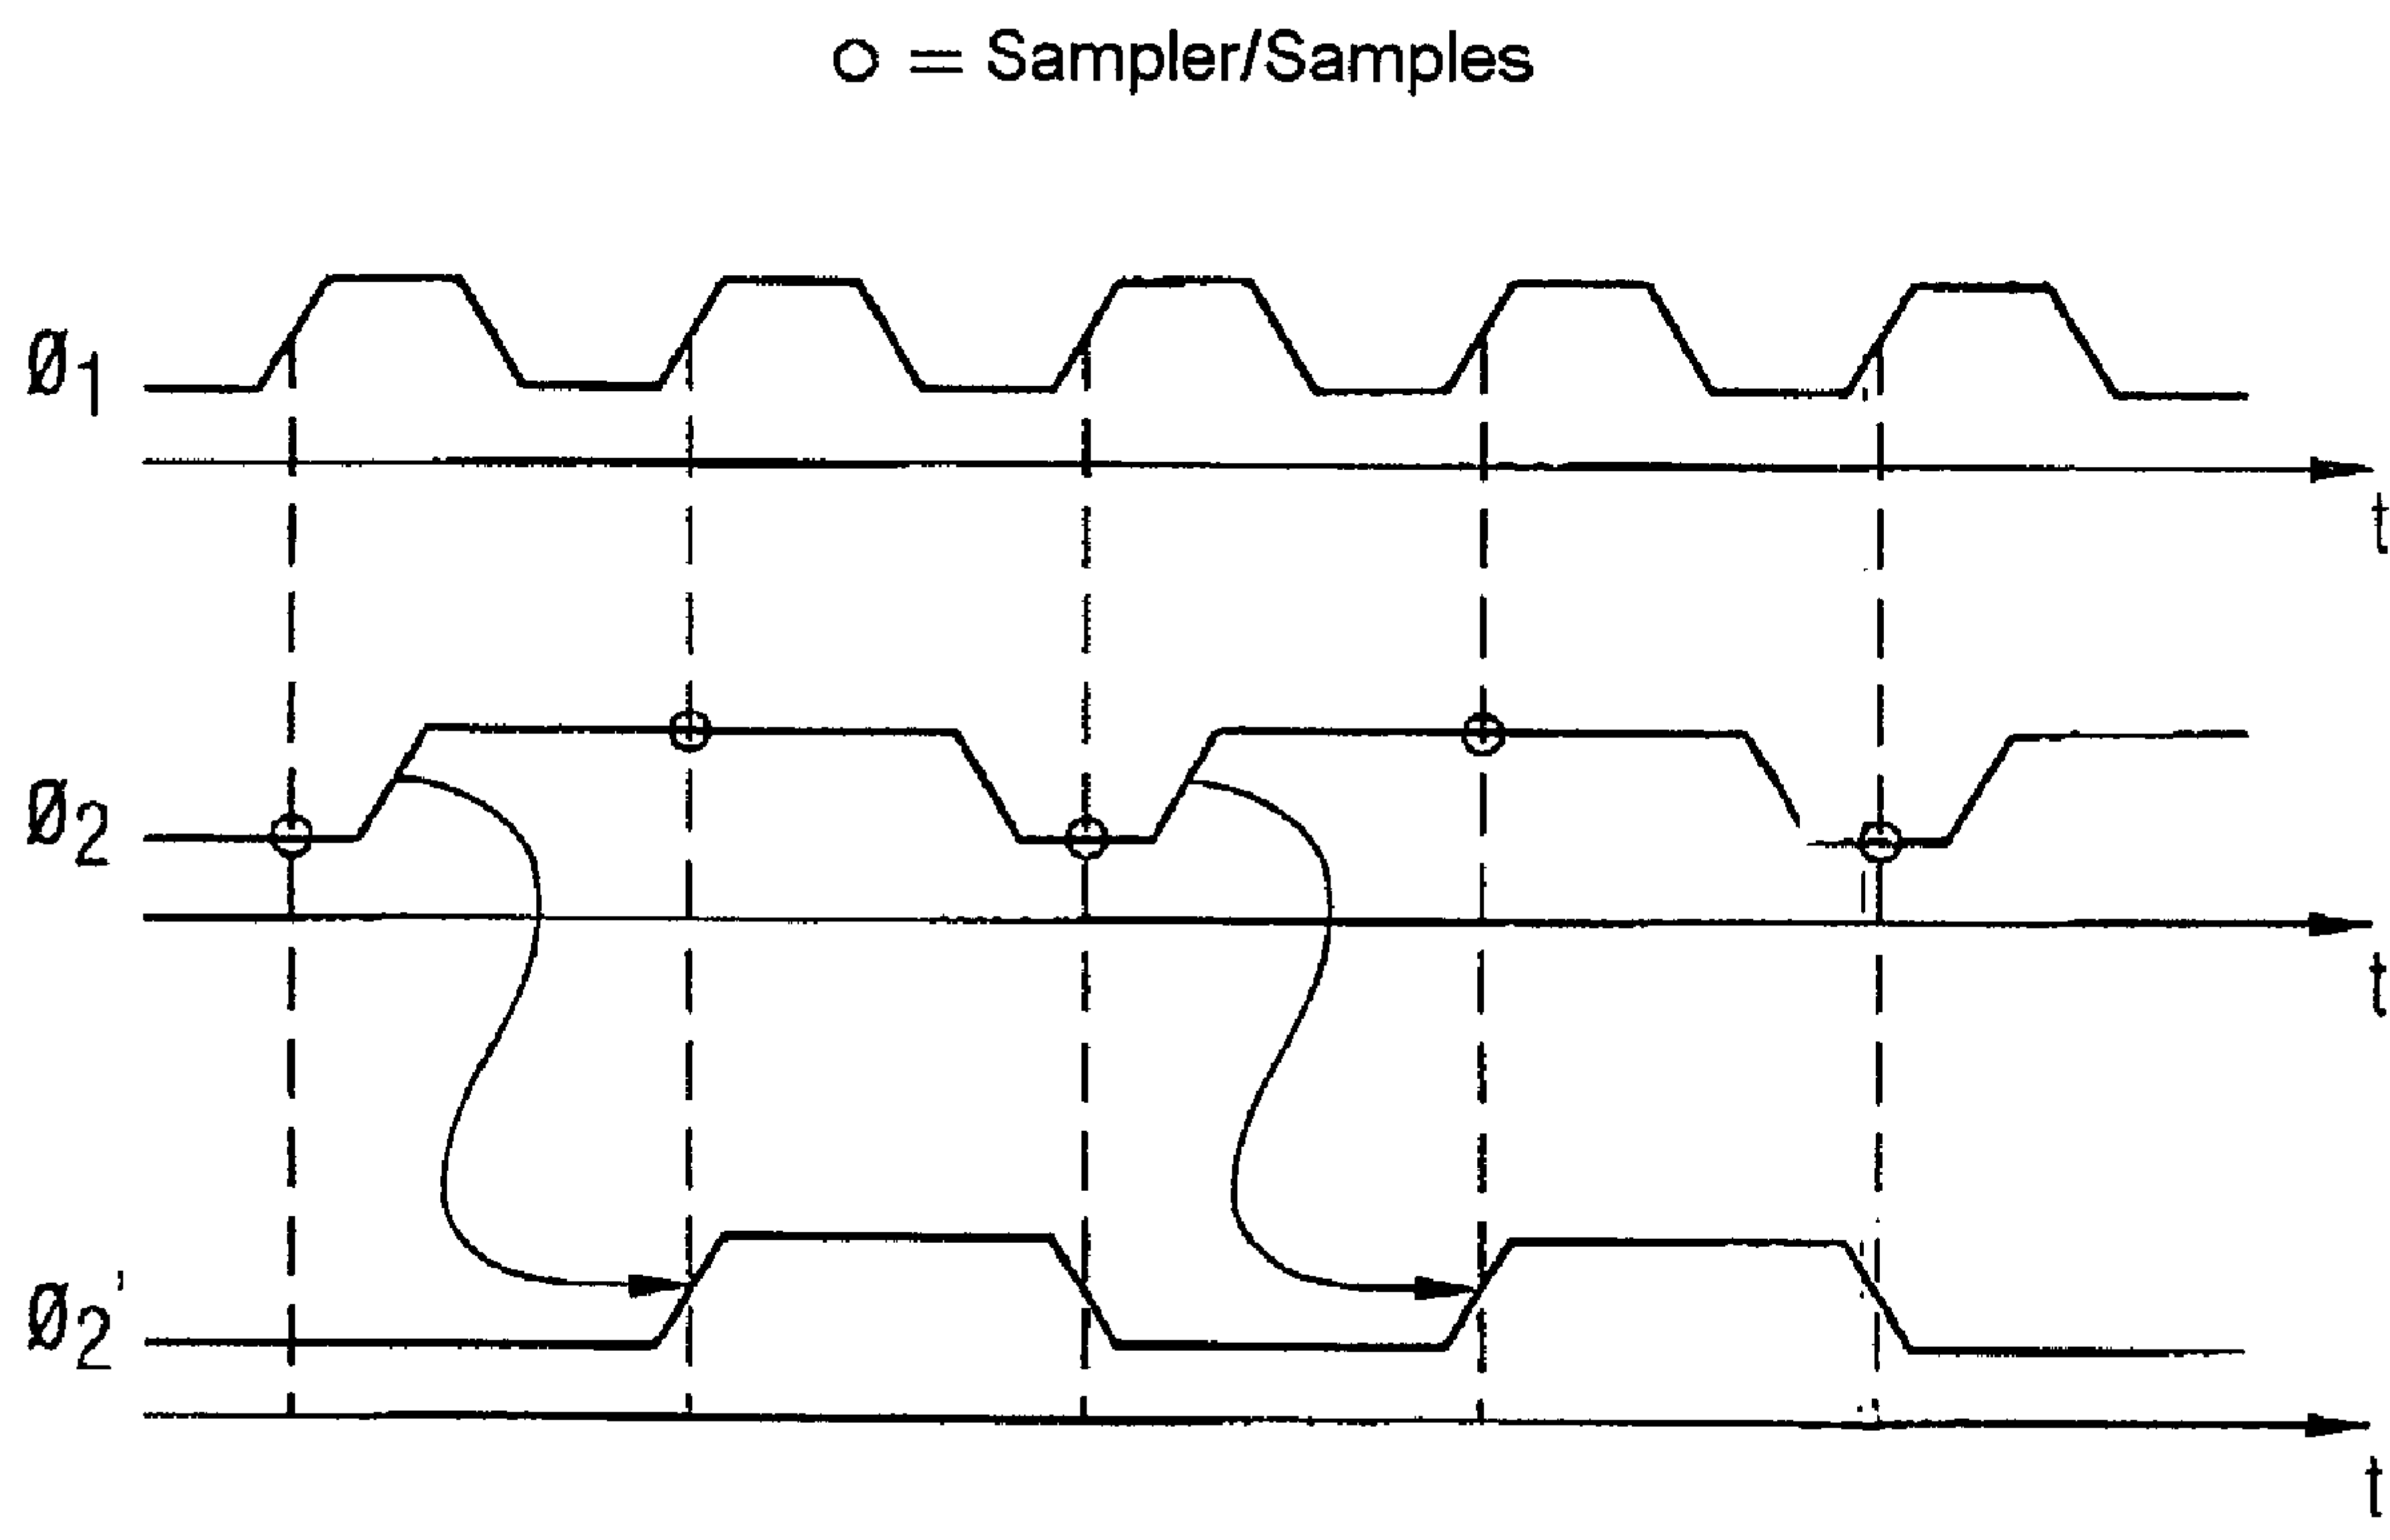 O = Sampler/Samples
Ø1
t
Ø2
t
Ø2'
t